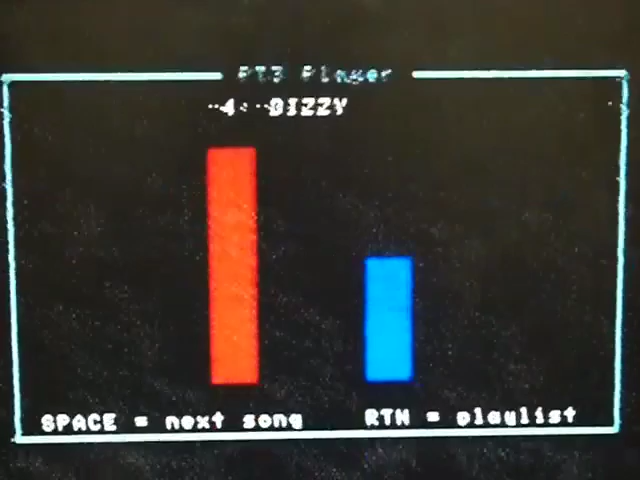 PT3 Player
4: DIZZY
SPACE = next song RTN = playlist